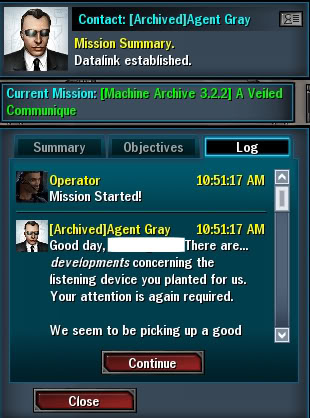 Contact: [Archived]Agent Gray
Mission Summary.
Datalink established.
Current Mission: [Machine Archive 3.2.2] A Veiled
Communique
Summary
Objectives
Log
Operator 10:51:17 AM
Mission Started!
[Archived]Agent Gray 10:51:17 AM
Good day, There are...
developments concerning the
listening device you planted for us.
Your attention is again required.
We seem to be picking up a good
Continue
Close